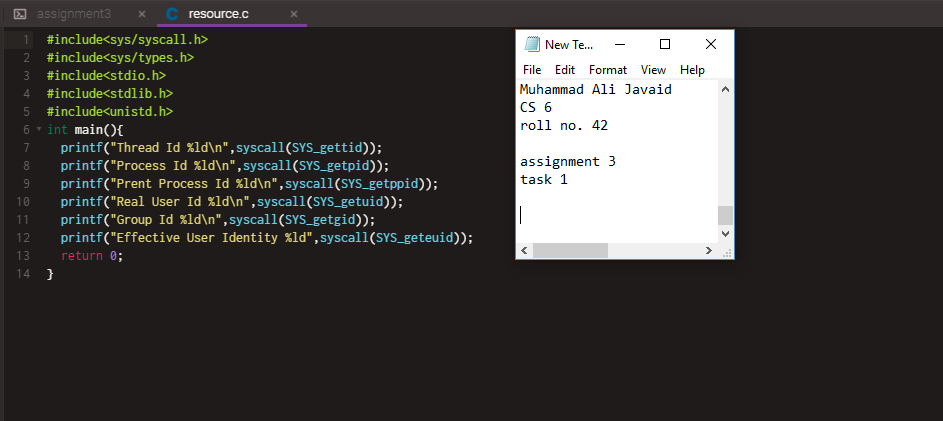 assignment3
resource.c
1 #include<sys/syscall.h>
2 #include<sys/types.h>
3 #include<stdio.h>
4 #include<stdlib.h>
5 #include<unistd.h>
6 int main(){
7   printf("Thread Id %ld\n",syscall(SYS_gettid));
8   printf("Process Id %ld\n",syscall(SYS_getpid));
9   printf("Prent Process Id %ld\n",syscall(SYS_getppid));
10   printf("Real User Id %ld\n",syscall(SYS_getuid));
11   printf("Group Id %ld\n",syscall(SYS_getgid));
12   printf("Effective User Identity %ld",syscall(SYS_geteuid));
13   return 0;
14 }
New Te...
File Edit Format View Help
Muhammad Ali Javaid
CS 6
roll no. 42
assignment 3
task 1